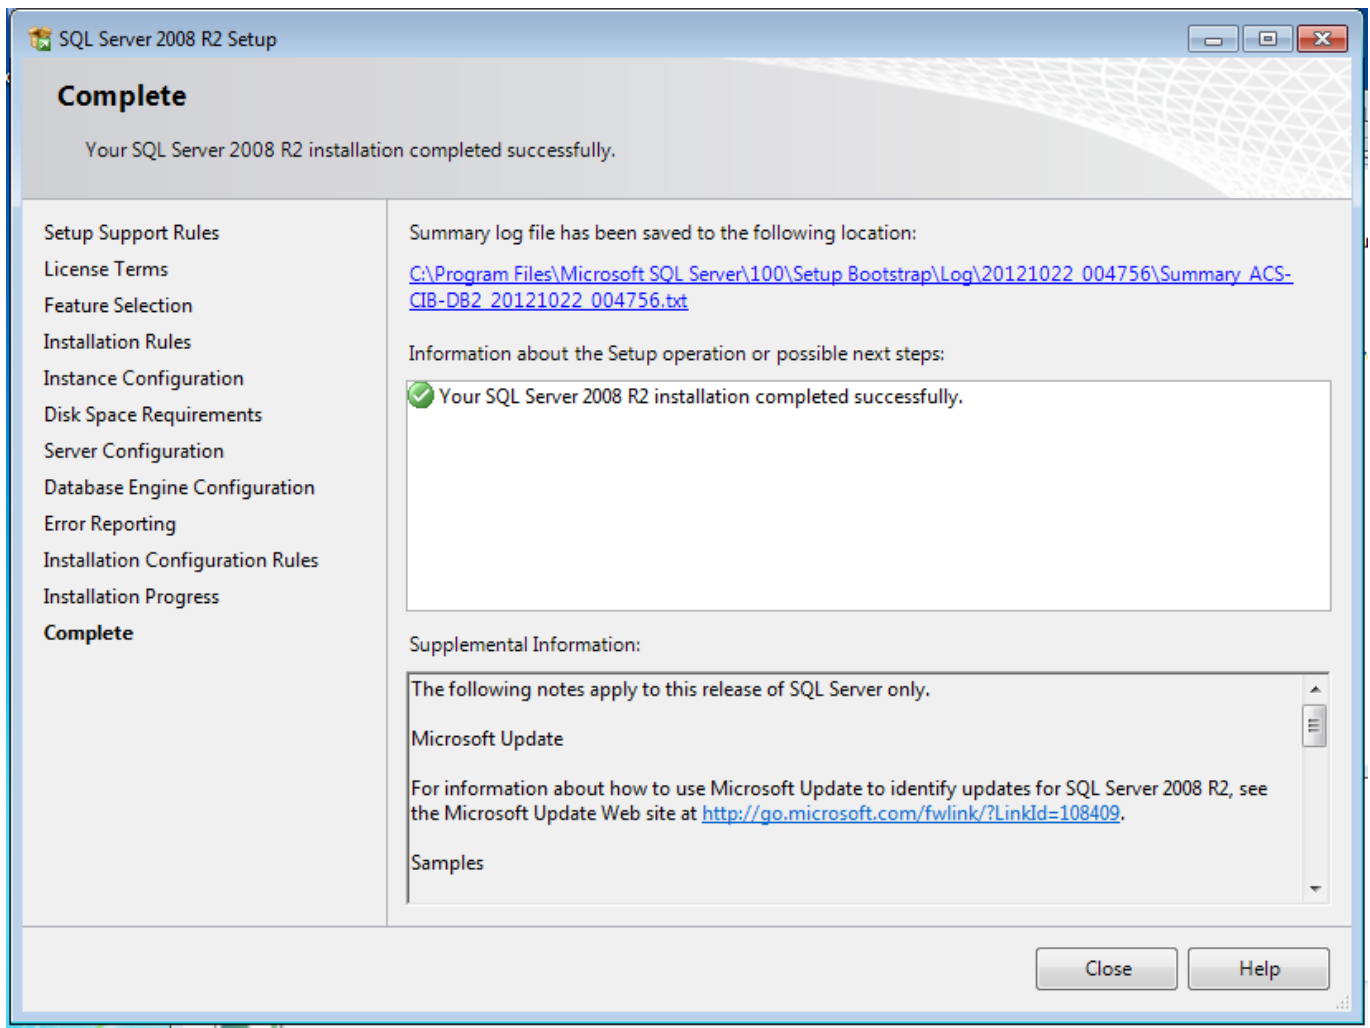 SQL Server 2008 R2 Setup
Complete
Your SQL Server 2008 R2 installation completed successfully.
Setup Support Rules
License Terms
Feature Selection
Installation Rules
Instance Configuration
Disk Space Requirements
Server Configuration
Database Engine Configuration
Error Reporting
Installation Configuration Rules
Installation Progress
Complete
Summary log file has been saved to the following location:
C:\Program Files\Microsoft SQL Server\100\Setup Bootstrap\Log\20121022_004756\Summary_ACS-
CIB-DB2_20121022_004756.txt
Information about the Setup operation or possible next steps:
Your SQL Server 2008 R2 installation completed successfully.
Supplemental Information:
The following notes apply to this release of SQL Server only.
Microsoft Update
For information about how to use Microsoft Update to identify updates for SQL Server 2008 R2, see
the Microsoft Update Web site at http://go.microsoft.com/fwlink/?LinkId=108409.
Samples
Close
Help